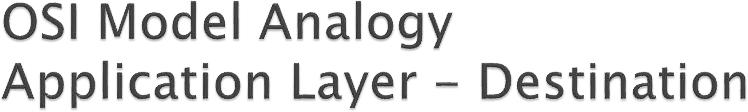 OSI Model Analogy
Application Layer – Destination